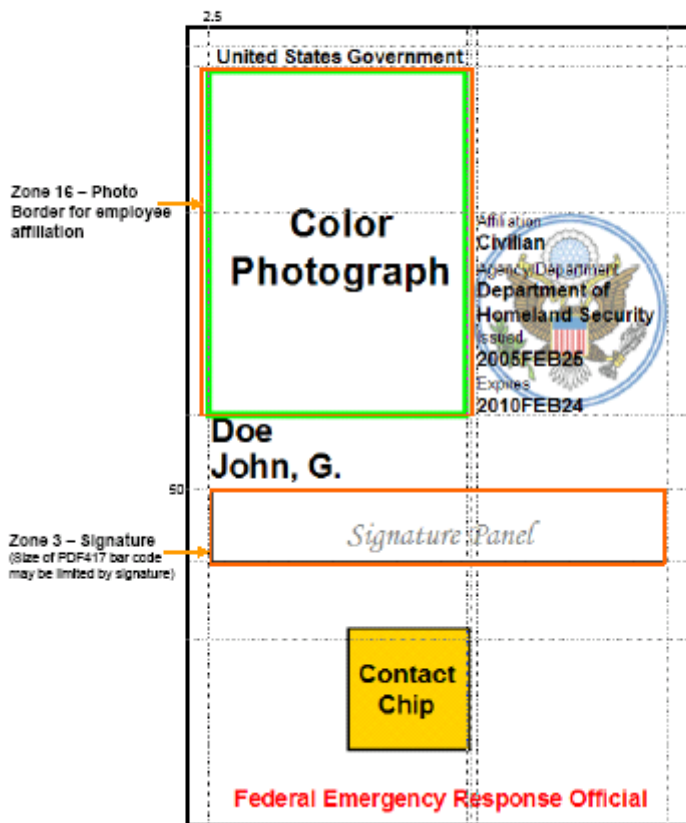 2.5
United States Government
Zone 16 – Photo
Border for employee
affiliation
Color
Photograph
Affiliation
Civilian
Agency/Department
Department of
Homeland Security
Issued
2005FEB25
Expires
2010FEB24
Doe
John, G.
50
Signature Panel
Zone 3 – Signature
(Size of PDF417 bar code
may be limited by signature)
Contact
Chip
Federal Emergency Response Official